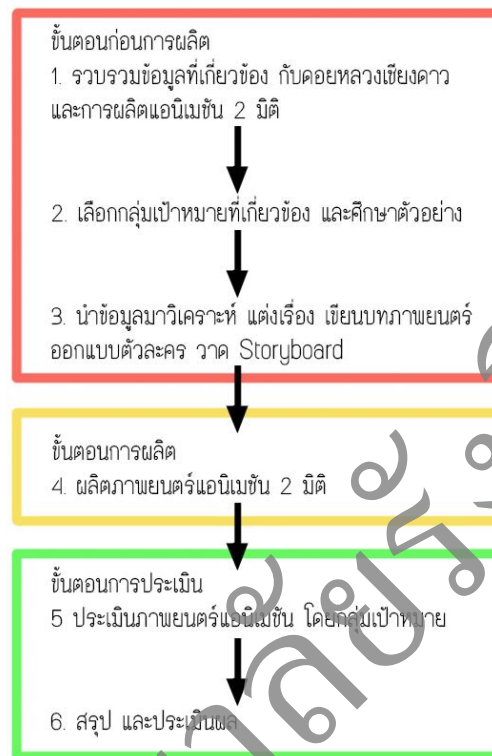 ขั้นตอนก่อนการผลิต
1. รวบรวมข้อมูลที่เกี่ยวข้อง กับดอยหลวงเชียงดาว
และการผลิตแอนิเมชัน 2 มิติ
2. เลือกกลุ่มเป้าหมายที่เกี่ยวข้อง และศึกษาตัวอย่าง
3. นำข้อมูลมาวิเคราะห์ แต่งเรื่อง เขียนบทภาพยนตร์
ออกแบบตัวละคร วาด Storyboard
ขั้นตอนการผลิต
4. ผลิตภาพยนตร์แอนิเมชัน 2 มิติ
ขั้นตอนการประเมิน
5 ประเมินภาพยนตร์แอนิเมชัน โดยกลุ่มเป้าหมาย
6. สรุป และประเมินผล